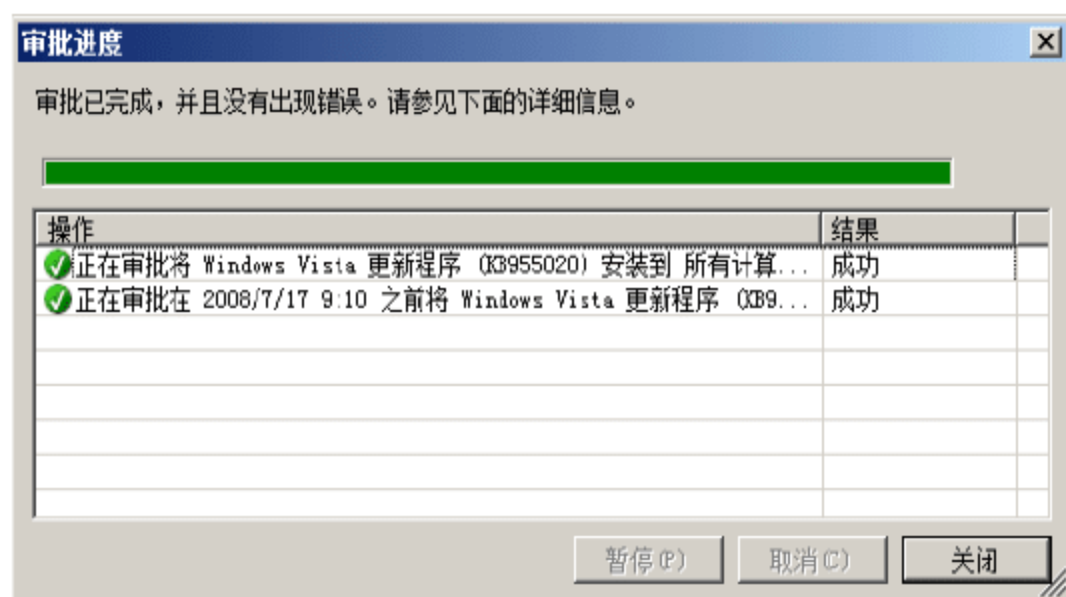 审批进度
审批已完成，并且没有出现错误。请参见下面的详细信息。
操作 结果
正在审批将 Windows Vista 更新程序 (KB955020) 安装到 所有计算... 成功
正在审批在 2008/7/17 9:10 之前将 Windows Vista 更新程序 (KB9... 成功
暂停(P) 取消(C) 关闭